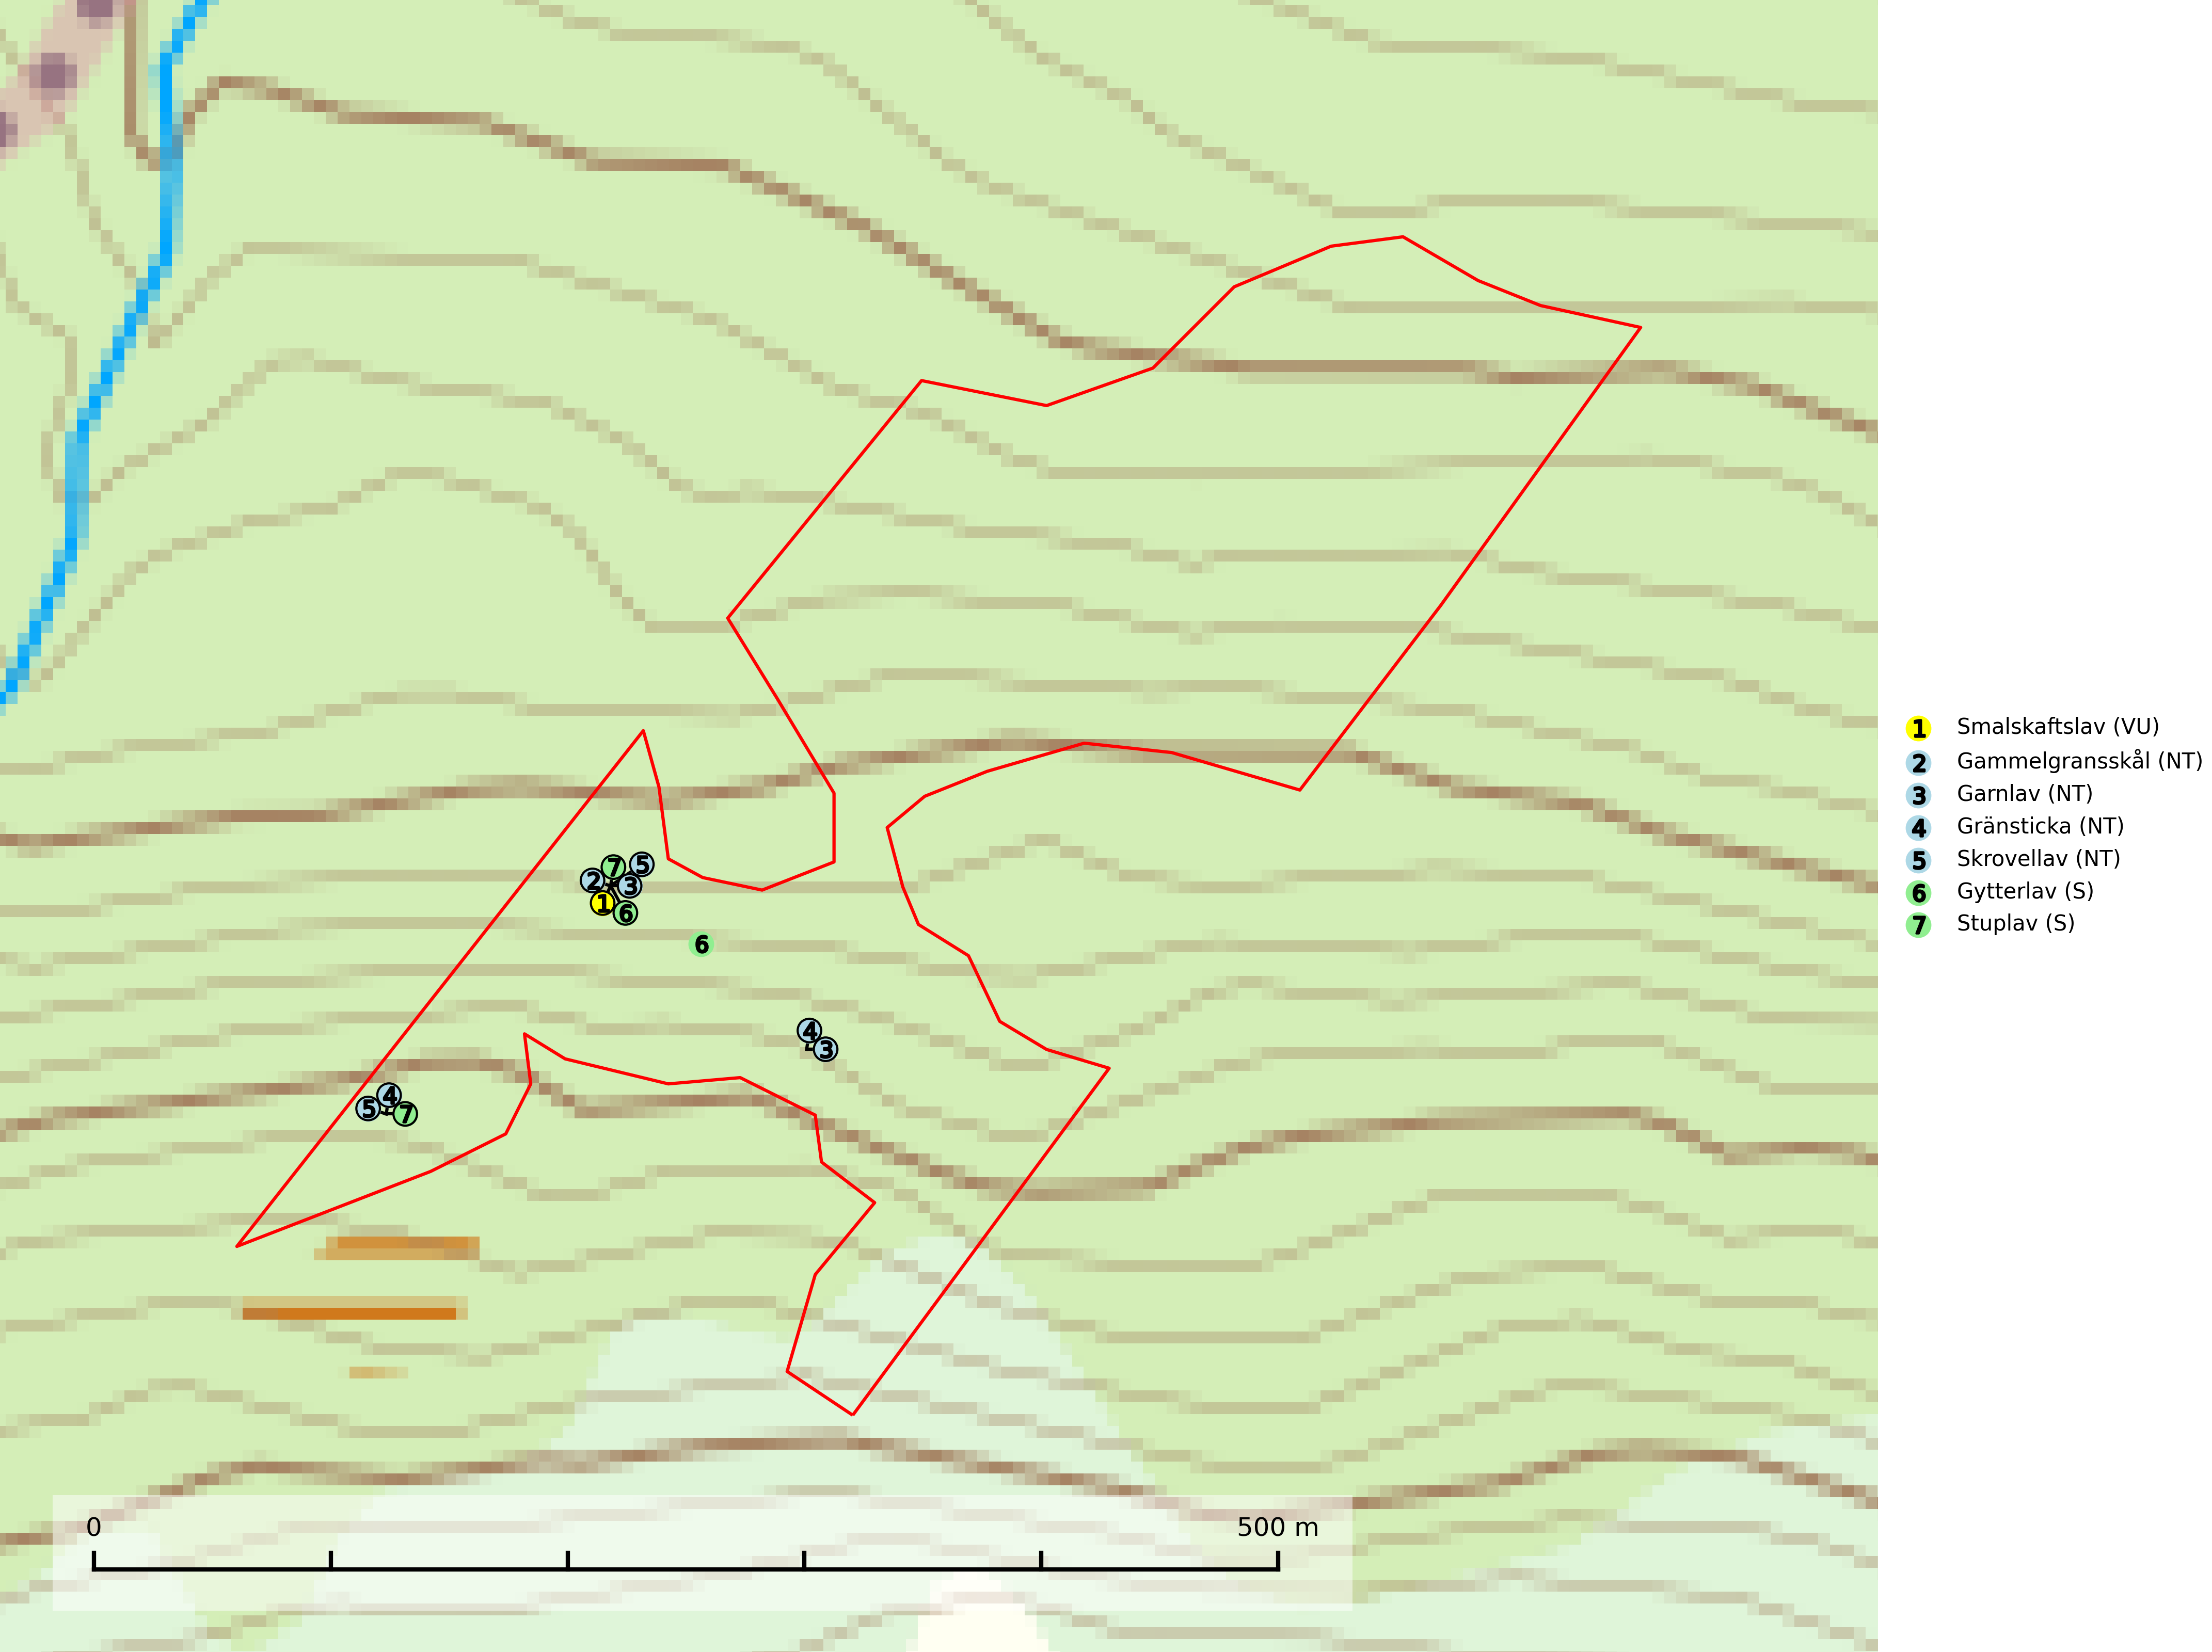 7
5
2
3
1
6
6
4
3
4
5
7
0
500 m
1 Smalskaftslav (VU)
2 Gammelgransskål (NT)
3 Garnlav (NT)
4 Gränsticka (NT)
5 Skrovellav (NT)
6 Gytterlav (S)
7 Stuplav (S)